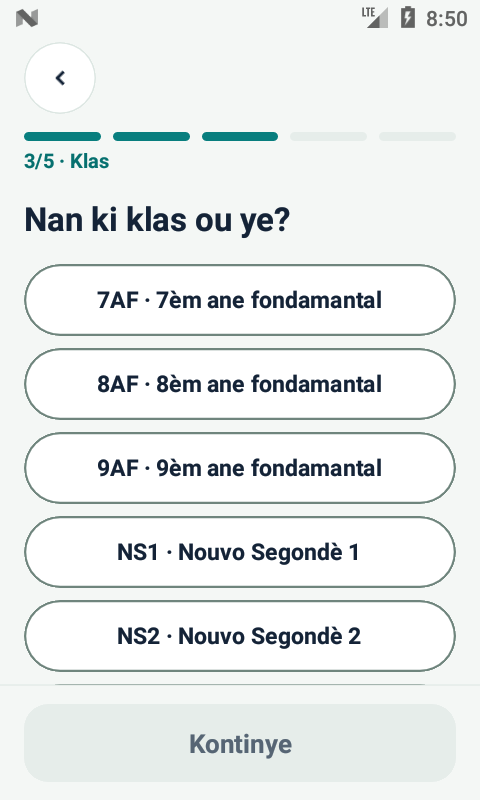 LTE 8:50
3/5 · Klas
Nan ki klas ou ye?
7AF · 7èm ane fondamantal
8AF · 8èm ane fondamantal
9AF · 9èm ane fondamantal
NS1 · Nouvo Segondè 1
NS2 · Nouvo Segondè 2
Kontinye